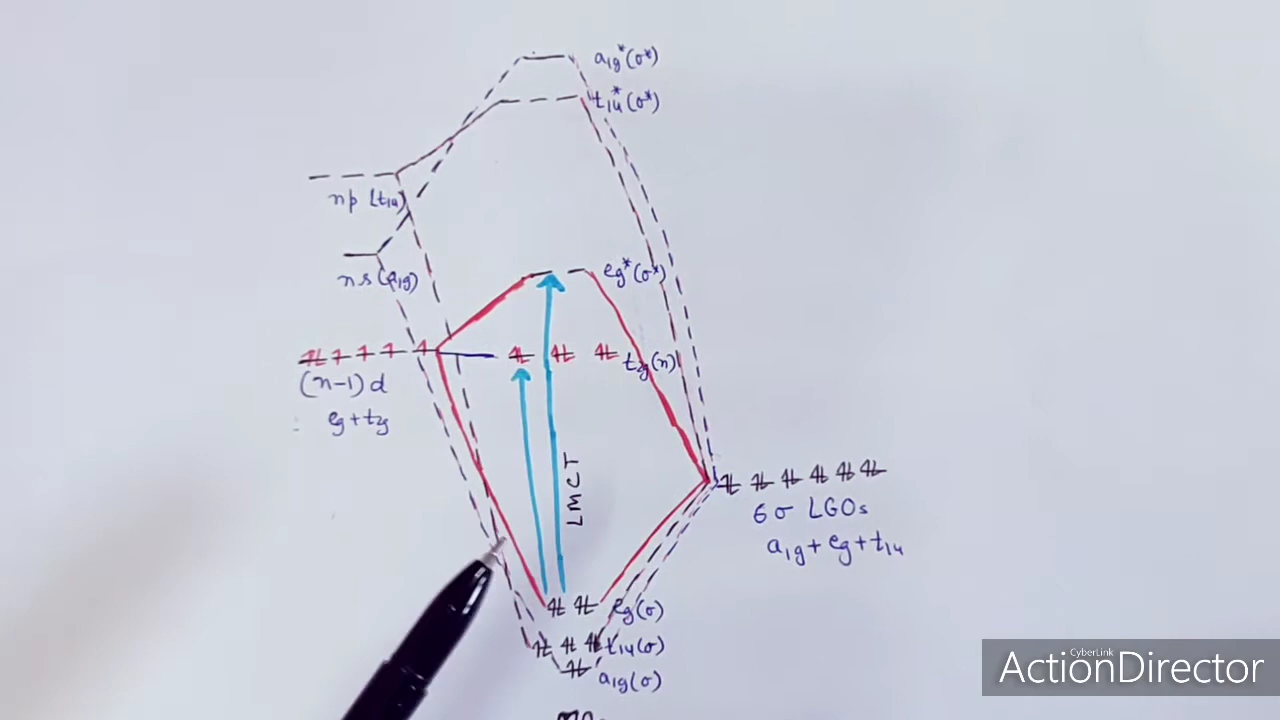 a₁g*(σ*)
t₁u*(σ*)
np (t₁u)
ns (a₁g)
eg*(σ*)
t₂g(n)
(n-1)d
eg + t₂g
LMCT
6σ LGOs
a₁g + eg + t₁u
eg(σ)
t₁u(σ)
a₁g(σ)
CyberLink
ActionDirector